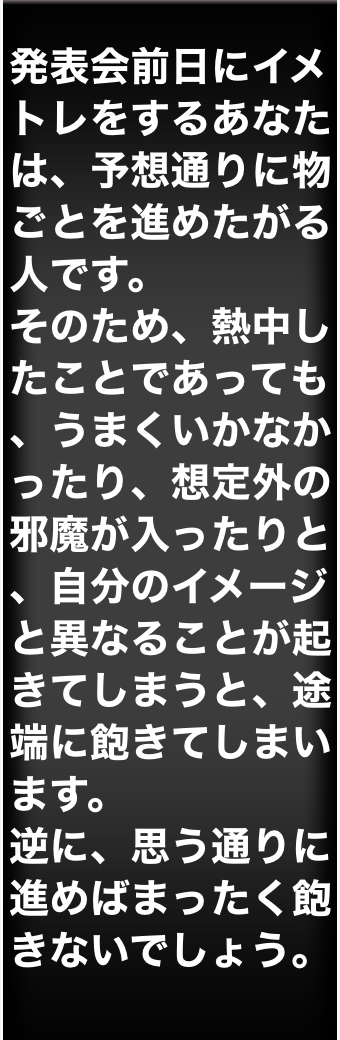 発表会前日にイメ
トレをするあなた
は、予想通りに物
ごとを進めたがる
人です。
そのため、熱中し
たことであっても
、うまくいかなか
ったり、想定外の
邪魔が入ったりと
、自分のイメージ
と異なることが起
きてしまうと、途
端に飽きてしまい
ます。
逆に、思う通りに
進めばまったく飽
きないでしょう。